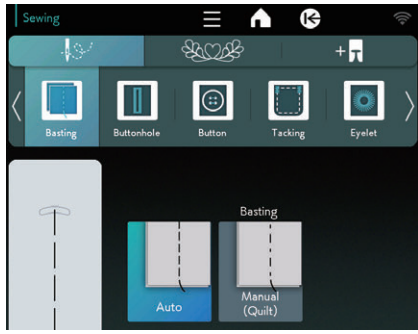 Sewing
+
Basting
Buttonhole
Button
Tacking
Eyelet
Basting
Auto
Manual
(Quilt)